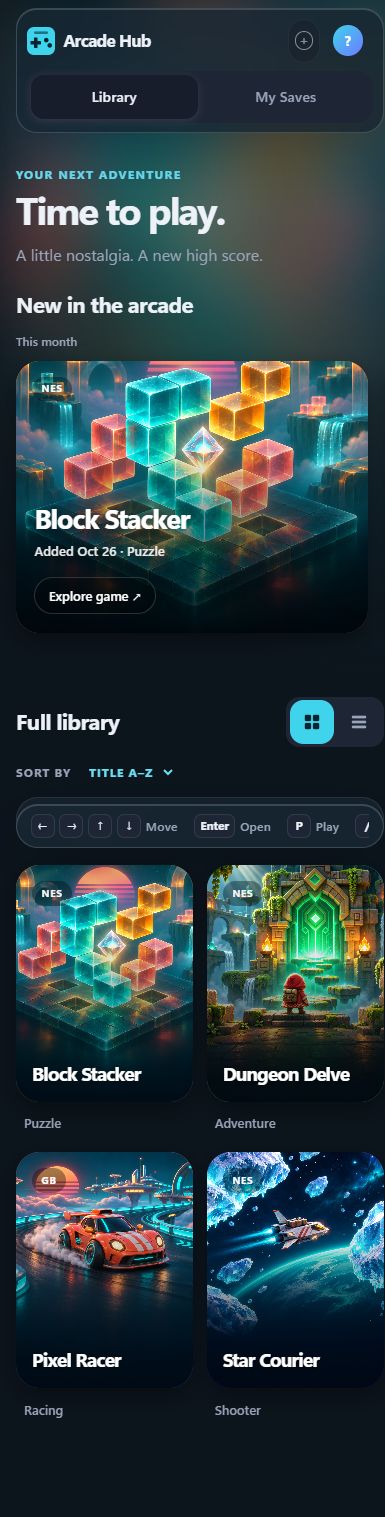 Arcade Hub
?
Library
My Saves
YOUR NEXT ADVENTURE
Time to play.
A little nostalgia. A new high score.
New in the arcade
This month
NES
Block Stacker
Added Oct 26 · Puzzle
Explore game ↗
Full library
SORT BY TITLE A–Z
← → ↑ ↓ Move Enter Open P Play /
NES
Block Stacker
Puzzle
NES
Dungeon Delve
Adventure
GB
Pixel Racer
Racing
NES
Star Courier
Shooter